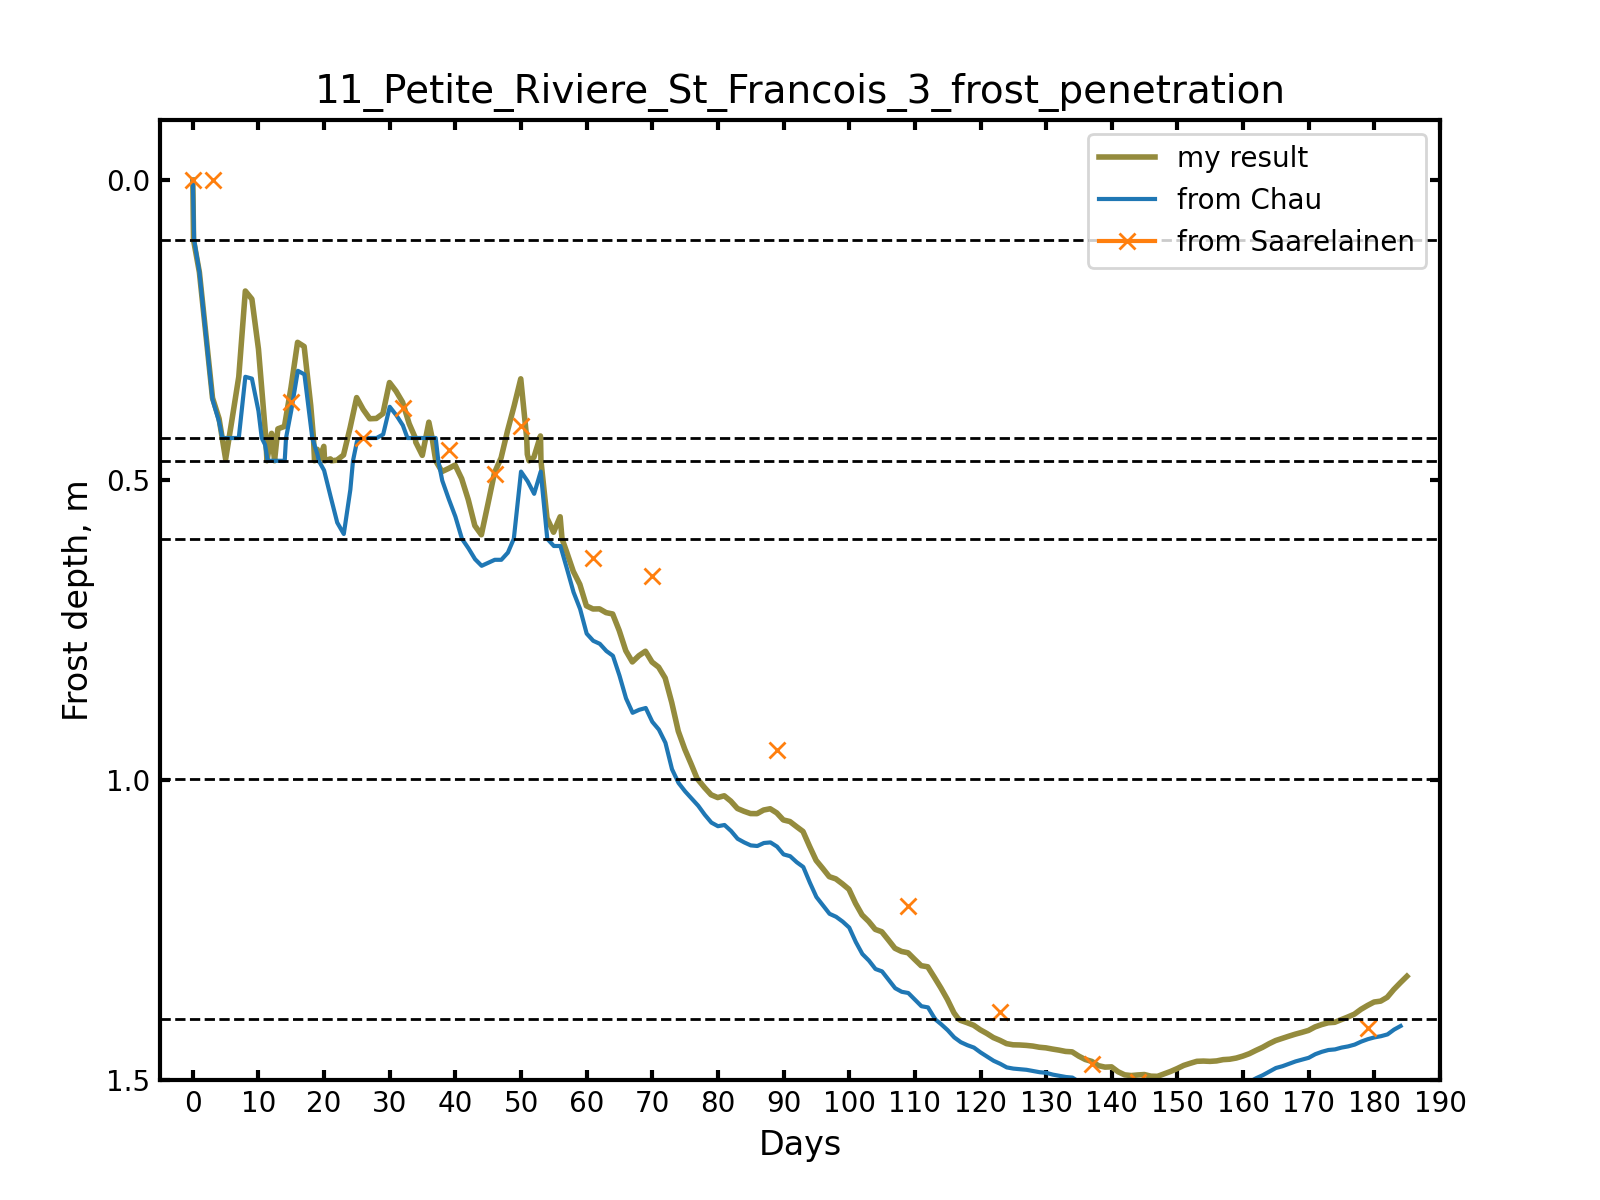 11_Petite_Riviere_St_Francois_3_frost_penetration
my result
from Chau
from Saarelainen
0.0
0.5
1.0
1.5
Frost depth, m
0 10 20 30 40 50 60 70 80 90 100 110 120 130 140 150 160 170 180 190
Days